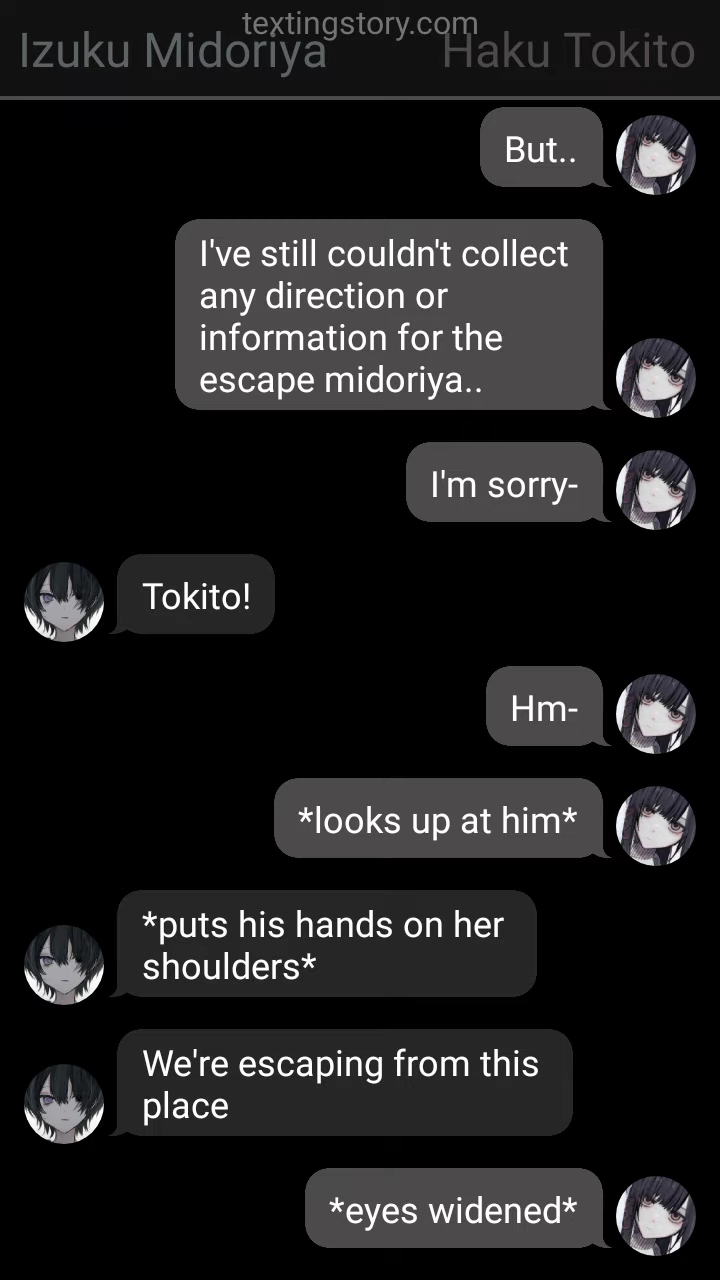 textingstory.com
Izuku Midoriya Haku Tokito
But..
I've still couldn't collect
any direction or
information for the
escape midoriya..
I'm sorry-
Tokito!
Hm-
*looks up at him*
*puts his hands on her
shoulders*
We're escaping from this
place
*eyes widened*